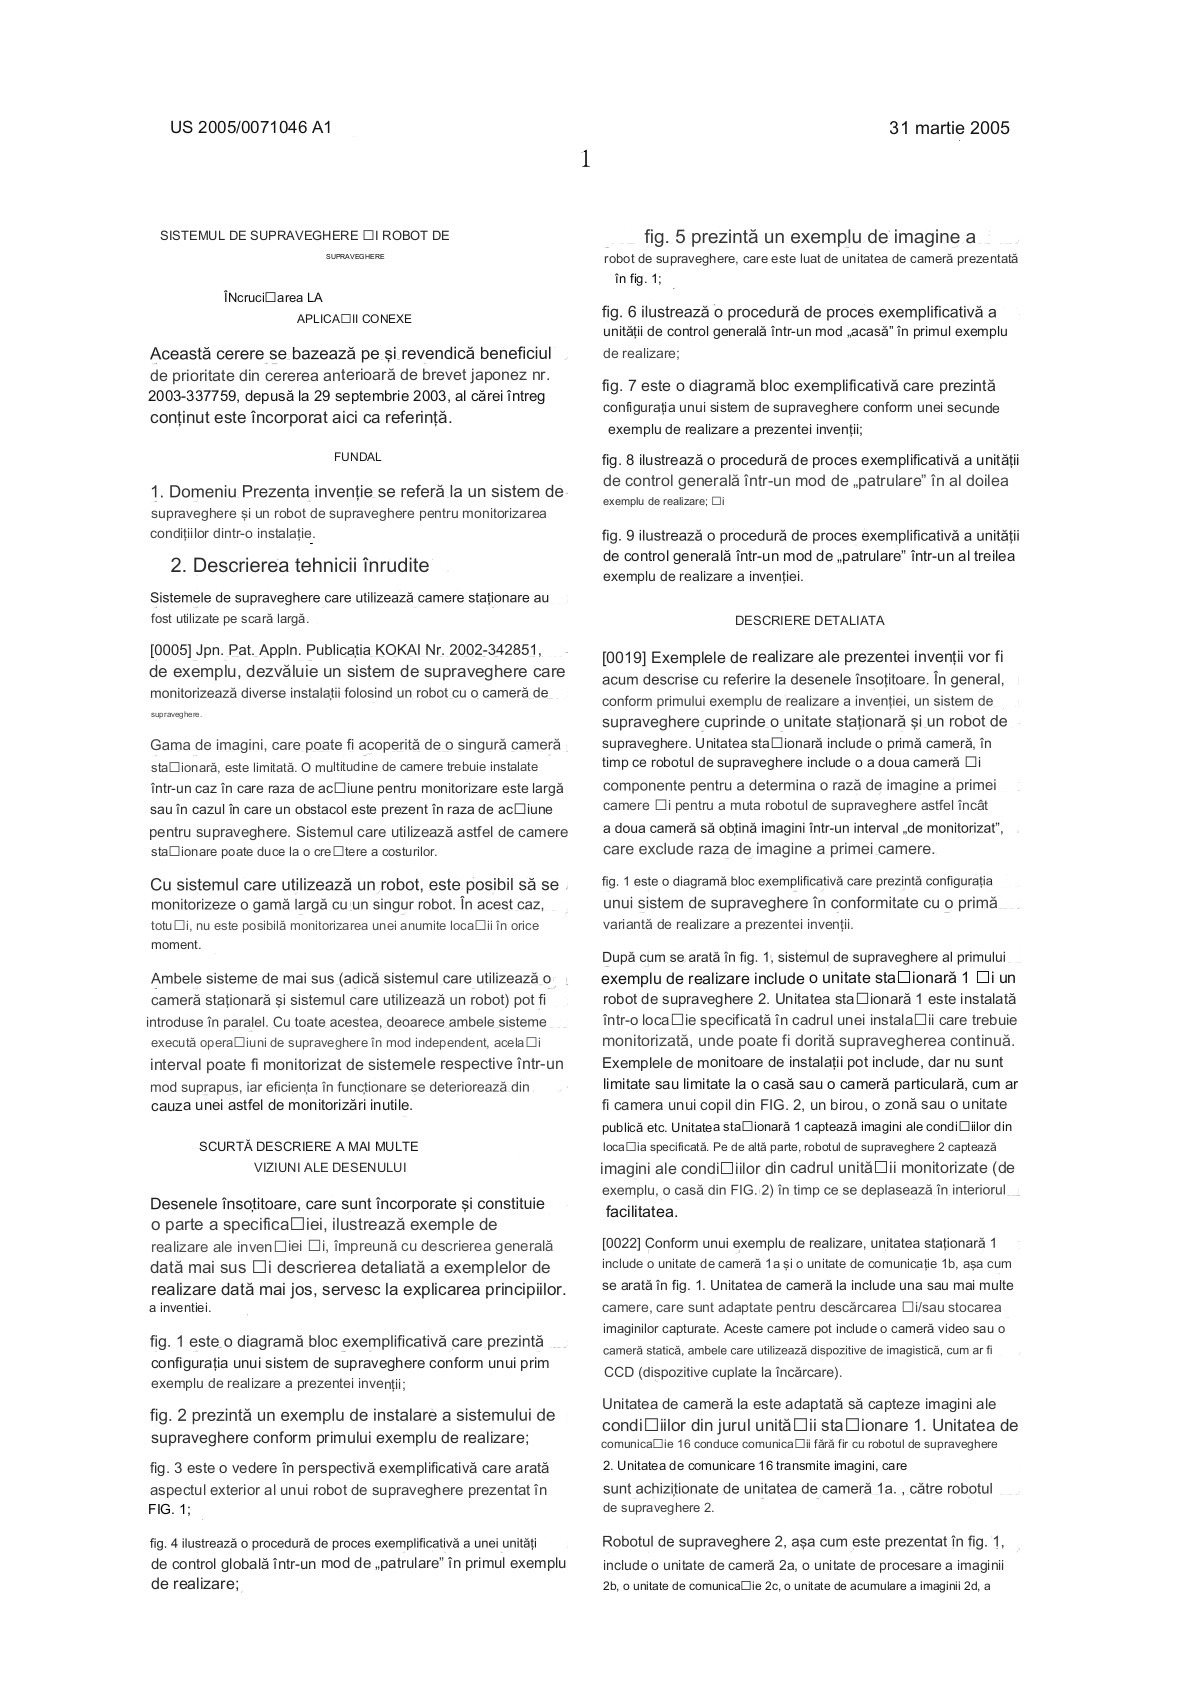 US 2005/0071046 A1
31 martie 2005
1
SISTEMUL DE SUPRAVEGHERE □I ROBOT DE
SUPRAVEGHERE
ÎNcruci□area LA
APLICA□II CONEXE
Această cerere se bazează pe și revendică beneficiul
de prioritate din cererea anterioară de brevet japonez nr.
2003-337759, depusă la 29 septembrie 2003, al cărei întreg
conținut este încorporat aici ca referință.
FUNDAL
1. Domeniu Prezenta invenție se referă la un sistem de
supraveghere și un robot de supraveghere pentru monitorizarea
condițiilor dintr-o instalație.
2. Descrierea tehnicii înrudite
Sistemele de supraveghere care utilizează camere staționare au
fost utilizate pe scară largă.
[0005] Jpn. Pat. Appln. Publicația KOKAI Nr. 2002-342851,
de exemplu, dezvăluie un sistem de supraveghere care
monitorizează diverse instalații folosind un robot cu o cameră de
supraveghere.
Gama de imagini, care poate fi acoperită de o singură cameră
sta□ionară, este limitată. O multitudine de camere trebuie instalate
într-un caz în care raza de ac□iune pentru monitorizare este largă
sau în cazul în care un obstacol este prezent în raza de ac□iune
pentru supraveghere. Sistemul care utilizează astfel de camere
sta□ionare poate duce la o cre□tere a costurilor.
Cu sistemul care utilizează un robot, este posibil să se
monitorizeze o gamă largă cu un singur robot. În acest caz,
totu□i, nu este posibilă monitorizarea unei anumite loca□ii în orice
moment.
Ambele sisteme de mai sus (adică sistemul care utilizează o
cameră staționară și sistemul care utilizează un robot) pot fi
introduse în paralel. Cu toate acestea, deoarece ambele sisteme
execută opera□iuni de supraveghere în mod independent, acela□i
interval poate fi monitorizat de sistemele respective într-un
mod suprapus, iar eficiența în funcționare se deteriorează din
cauza unei astfel de monitorizări inutile.
SCURTĂ DESCRIERE A MAI MULTE
VIZIUNI ALE DESENULUI
Desenele însoțitoare, care sunt încorporate și constituie
o parte a specifica□iei, ilustrează exemple de
realizare ale inven□iei □i, împreună cu descrierea generală
dată mai sus □i descrierea detaliată a exemplelor de
realizare dată mai jos, servesc la explicarea principiilor.
a inventiei.
fig. 1 este o diagramă bloc exemplificativă care prezintă
configurația unui sistem de supraveghere conform unui prim
exemplu de realizare a prezentei invenții;
fig. 2 prezintă un exemplu de instalare a sistemului de
supraveghere conform primului exemplu de realizare;
fig. 3 este o vedere în perspectivă exemplificativă care arată
aspectul exterior al unui robot de supraveghere prezentat în
FIG. 1;
fig. 4 ilustrează o procedură de proces exemplificativă a unei unități
de control globală într-un mod de „patrulare” în primul exemplu
de realizare;
fig. 5 prezintă un exemplu de imagine a
robot de supraveghere, care este luat de unitatea de cameră prezentată
în fig. 1;
fig. 6 ilustrează o procedură de proces exemplificativă a
unității de control generală într-un mod „acasă” în primul exemplu
de realizare;
fig. 7 este o diagramă bloc exemplificativă care prezintă
configurația unui sistem de supraveghere conform unei secunde
exemplu de realizare a prezentei invenții;
fig. 8 ilustrează o procedură de proces exemplificativă a unității
de control generală într-un mod de „patrulare” în al doilea
exemplu de realizare; □i
fig. 9 ilustrează o procedură de proces exemplificativă a unității
de control generală într-un mod de „patrulare” într-un al treilea
exemplu de realizare a invenției.
DESCRIERE DETALIATA
[0019] Exemplele de realizare ale prezentei invenții vor fi
acum descrise cu referire la desenele însoțitoare. În general,
conform primului exemplu de realizare a invenției, un sistem de
supraveghere cuprinde o unitate staționară și un robot de
supraveghere. Unitatea sta□ionară include o primă cameră, în
timp ce robotul de supraveghere include o a doua cameră □i
componente pentru a determina o rază de imagine a primei
camere □i pentru a muta robotul de supraveghere astfel încât
a doua cameră să obțină imagini într-un interval „de monitorizat”,
care exclude raza de imagine a primei camere.
fig. 1 este o diagramă bloc exemplificativă care prezintă configurația
unui sistem de supraveghere în conformitate cu o primă
variantă de realizare a prezentei invenții.
După cum se arată în fig. 1, sistemul de supraveghere al primului
exemplu de realizare include o unitate sta□ionară 1 □i un
robot de supraveghere 2. Unitatea sta□ionară 1 este instalată
într-o loca□ie specificată în cadrul unei instala□ii care trebuie
monitorizată, unde poate fi dorită supravegherea continuă.
Exemplele de monitoare de instalații pot include, dar nu sunt
limitate sau limitate la o casă sau o cameră particulară, cum ar
fi camera unui copil din FIG. 2, un birou, o zonă sau o unitate
publică etc. Unitatea sta□ionară 1 captează imagini ale condi□iilor din
loca□ia specificată. Pe de altă parte, robotul de supraveghere 2 captează
imagini ale condi□iilor din cadrul unită□ii monitorizate (de
exemplu, o casă din FIG. 2) în timp ce se deplasează în interiorul
facilitatea.
[0022] Conform unui exemplu de realizare, unitatea staționară 1
include o unitate de cameră 1a și o unitate de comunicație 1b, așa cum
se arată în fig. 1. Unitatea de cameră la include una sau mai multe
camere, care sunt adaptate pentru descărcarea □i/sau stocarea
imaginilor capturate. Aceste camere pot include o cameră video sau o
cameră statică, ambele care utilizează dispozitive de imagistică, cum ar fi
CCD (dispozitive cuplate la încărcare).
Unitatea de cameră la este adaptată să capteze imagini ale
condi□iilor din jurul unită□ii sta□ionare 1. Unitatea de
comunica□ie 16 conduce comunica□ii fără fir cu robotul de supraveghere
2. Unitatea de comunicare 16 transmite imagini, care
sunt achiziționate de unitatea de cameră 1a. , către robotul
de supraveghere 2.
Robotul de supraveghere 2, așa cum este prezentat în fig. 1,
include o unitate de cameră 2a, o unitate de procesare a imaginii
2b, o unitate de comunica□ie 2c, o unitate de acumulare a imaginii 2d, a